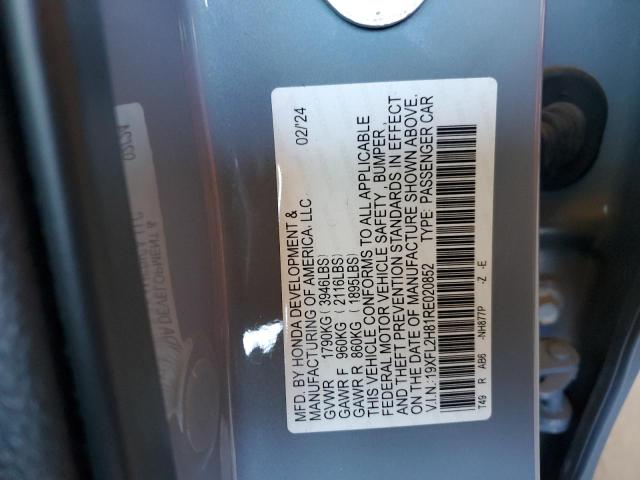 MFD. BY HONDA DEVELOPMENT & 02/'24
MANUFACTURING OF AMERICA, LLC
GVWR 1790KG ( 3946LBS)
GAWR F 960KG ( 2116LBS)
GAWR R 860KG ( 1895LBS)
THIS VEHICLE CONFORMS TO ALL APPLICABLE
FEDERAL MOTOR VEHICLE SAFETY , BUMPER,
AND THEFT PREVENTION STANDARDS IN EFFECT
ON THE DATE OF MANUFACTURE SHOWN ABOVE.
V.I.N.:19XFL2H81RE020862 TYPE: PASSENGER CAR
T49 R AB6 -NH877P -Z -E